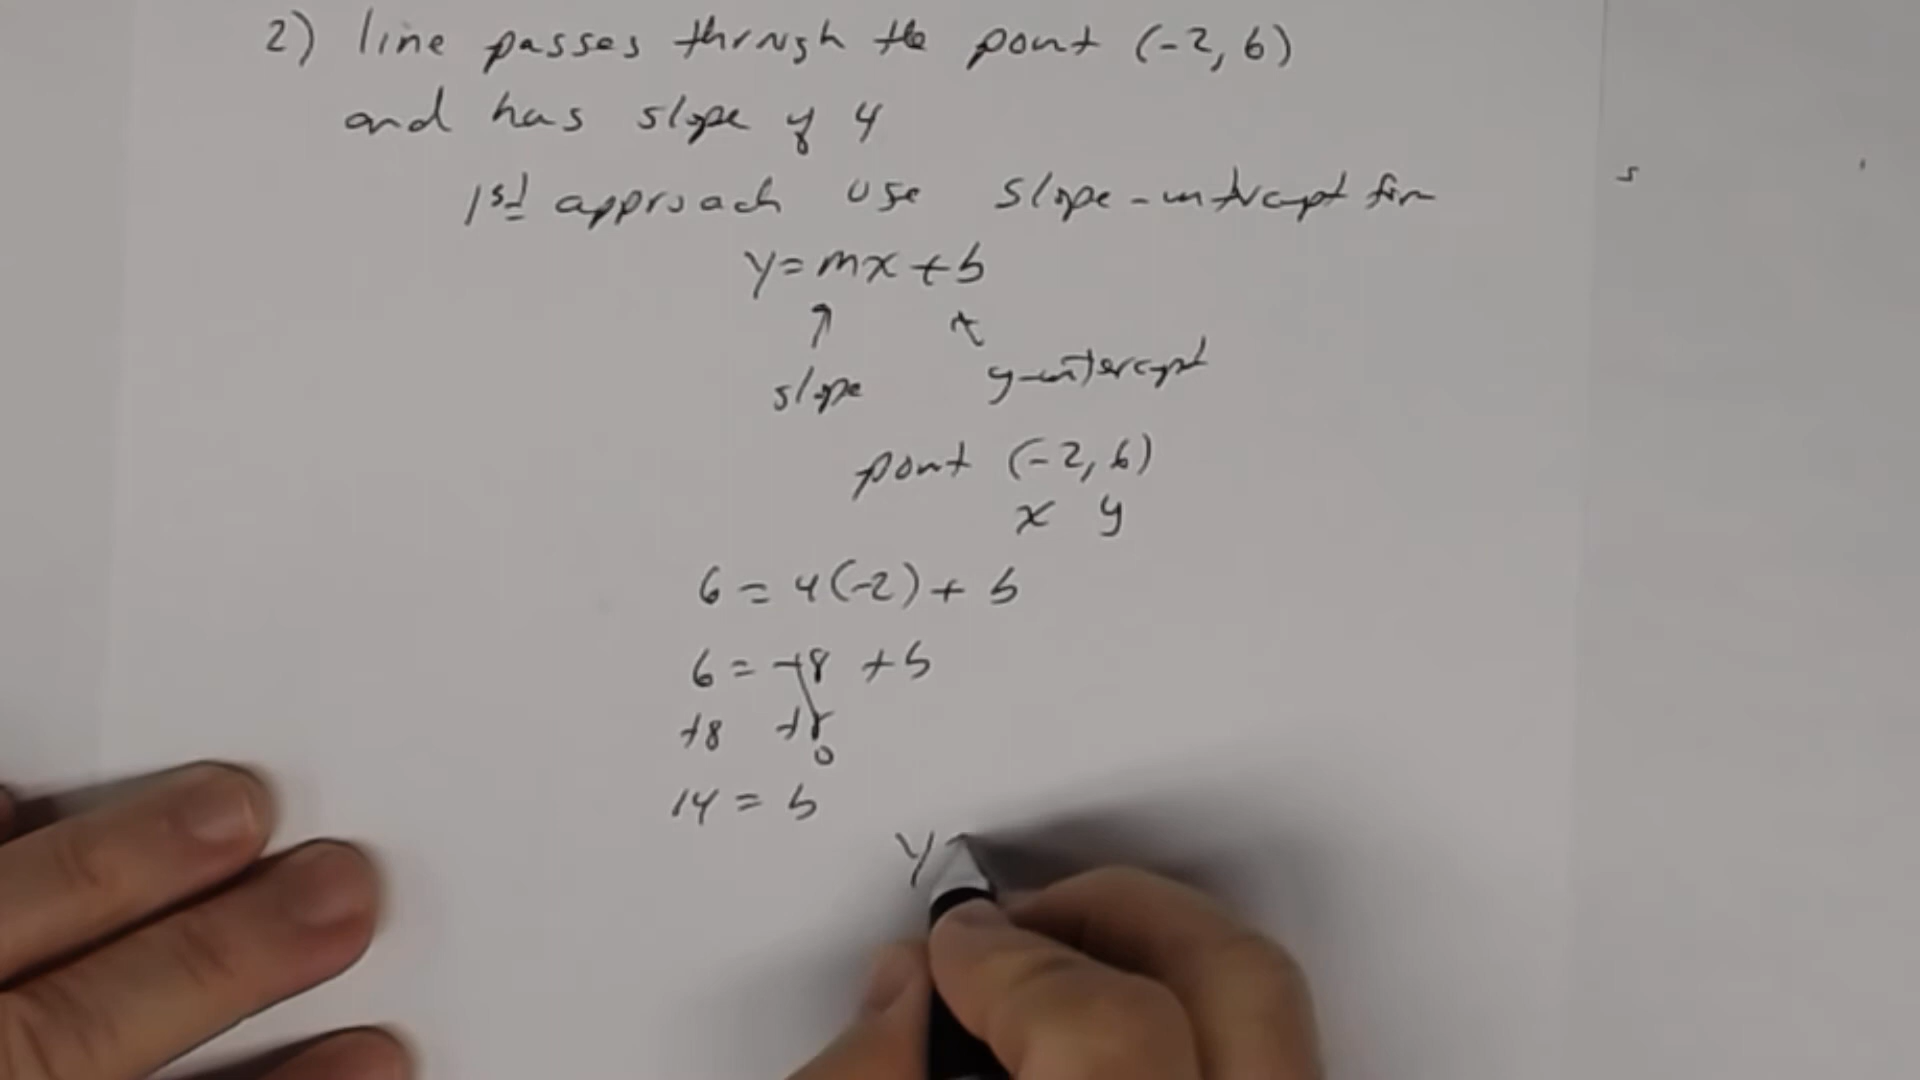 2) line passes through the point (-2, 6)
and has slope of 4
1st approach use slope-intercept form
y = mx + b
slope
y-intercept
point (-2, 6)
x y
6 = 4(-2) + b
6 = -8 + b
+8 +8
0
14 = b
y =